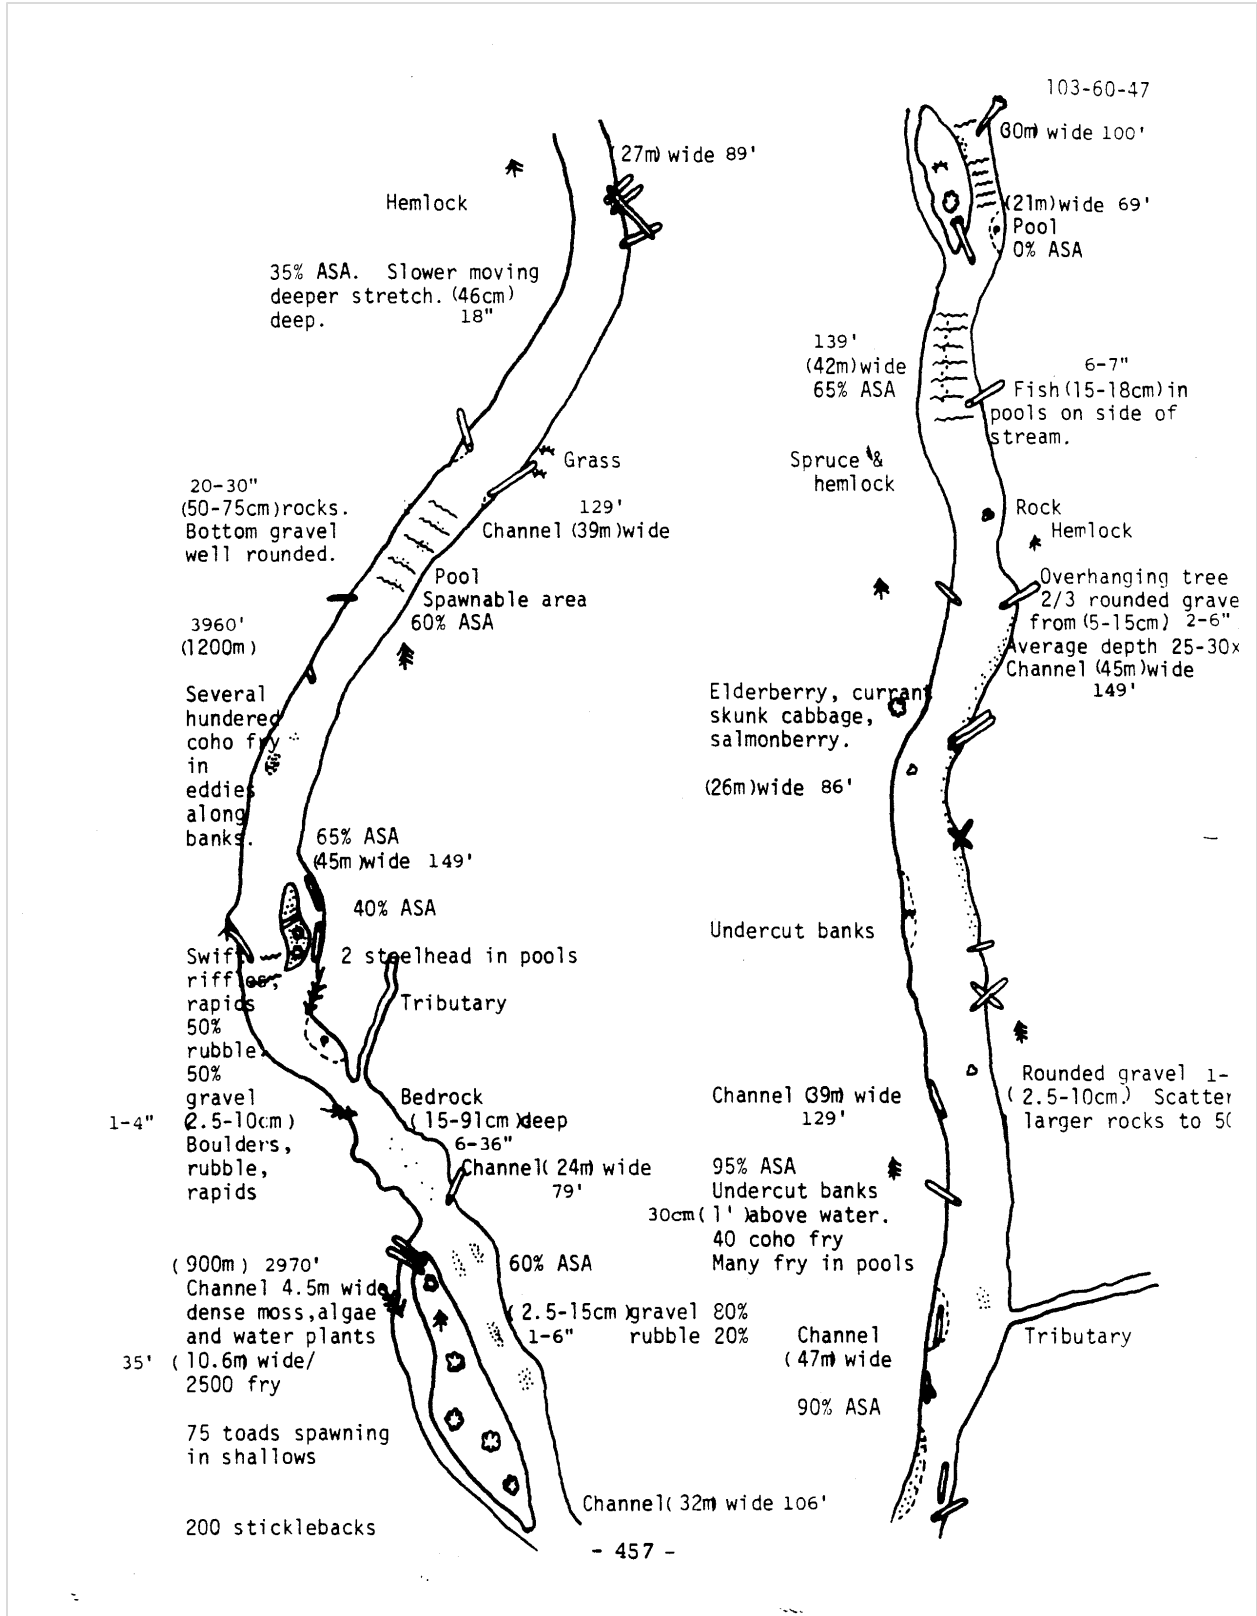 103-60-47
(27m) wide 89'
Hemlock
35% ASA. Slower moving
deeper stretch. (46cm)
deep. 18"
Grass
20-30"
(50-75cm) rocks.
Bottom gravel
well rounded.
129'
Channel (39m) wide
Pool
Spawnable area
60% ASA
3960'
(1200m)
Several
hundered
coho fry
in
eddies
along
banks.
65% ASA
(45m) wide 149'
40% ASA
2 steelhead in pools
Tributary
Swift
riffles,
rapids
50%
rubble.
50%
gravel
1-4" (2.5-10cm)
Boulders,
rubble,
rapids
Bedrock
(15-91cm) deep
6-36"
Channel (24m) wide
79'
(900m) 2970'
Channel 4.5m wide
dense moss, algae
and water plants
35' (10.6m) wide/
2500 fry
75 toads spawning
in shallows
200 sticklebacks
60% ASA
(2.5-15cm) gravel 80%
1-6" rubble 20%
Channel (32m) wide 106'
(30m) wide 100'
(21m) wide 69'
Pool
0% ASA
139'
(42m) wide
65% ASA
6-7"
Fish (15-18cm) in
pools on side of
stream.
Spruce &
hemlock
Rock
Hemlock
Overhanging tree
2/3 rounded grave
from (5-15cm) 2-6"
Average depth 25-30
Channel (45m) wide
149'
Elderberry, currant
skunk cabbage,
salmonberry.
(26m) wide 86'
Undercut banks
Rounded gravel 1-
(2.5-10cm.) Scatter
larger rocks to
Channel (39m) wide
129'
95% ASA
Undercut banks
30cm (1') above water.
40 coho fry
Many fry in pools
Tributary
Channel
(47m) wide
90% ASA
- 457 -